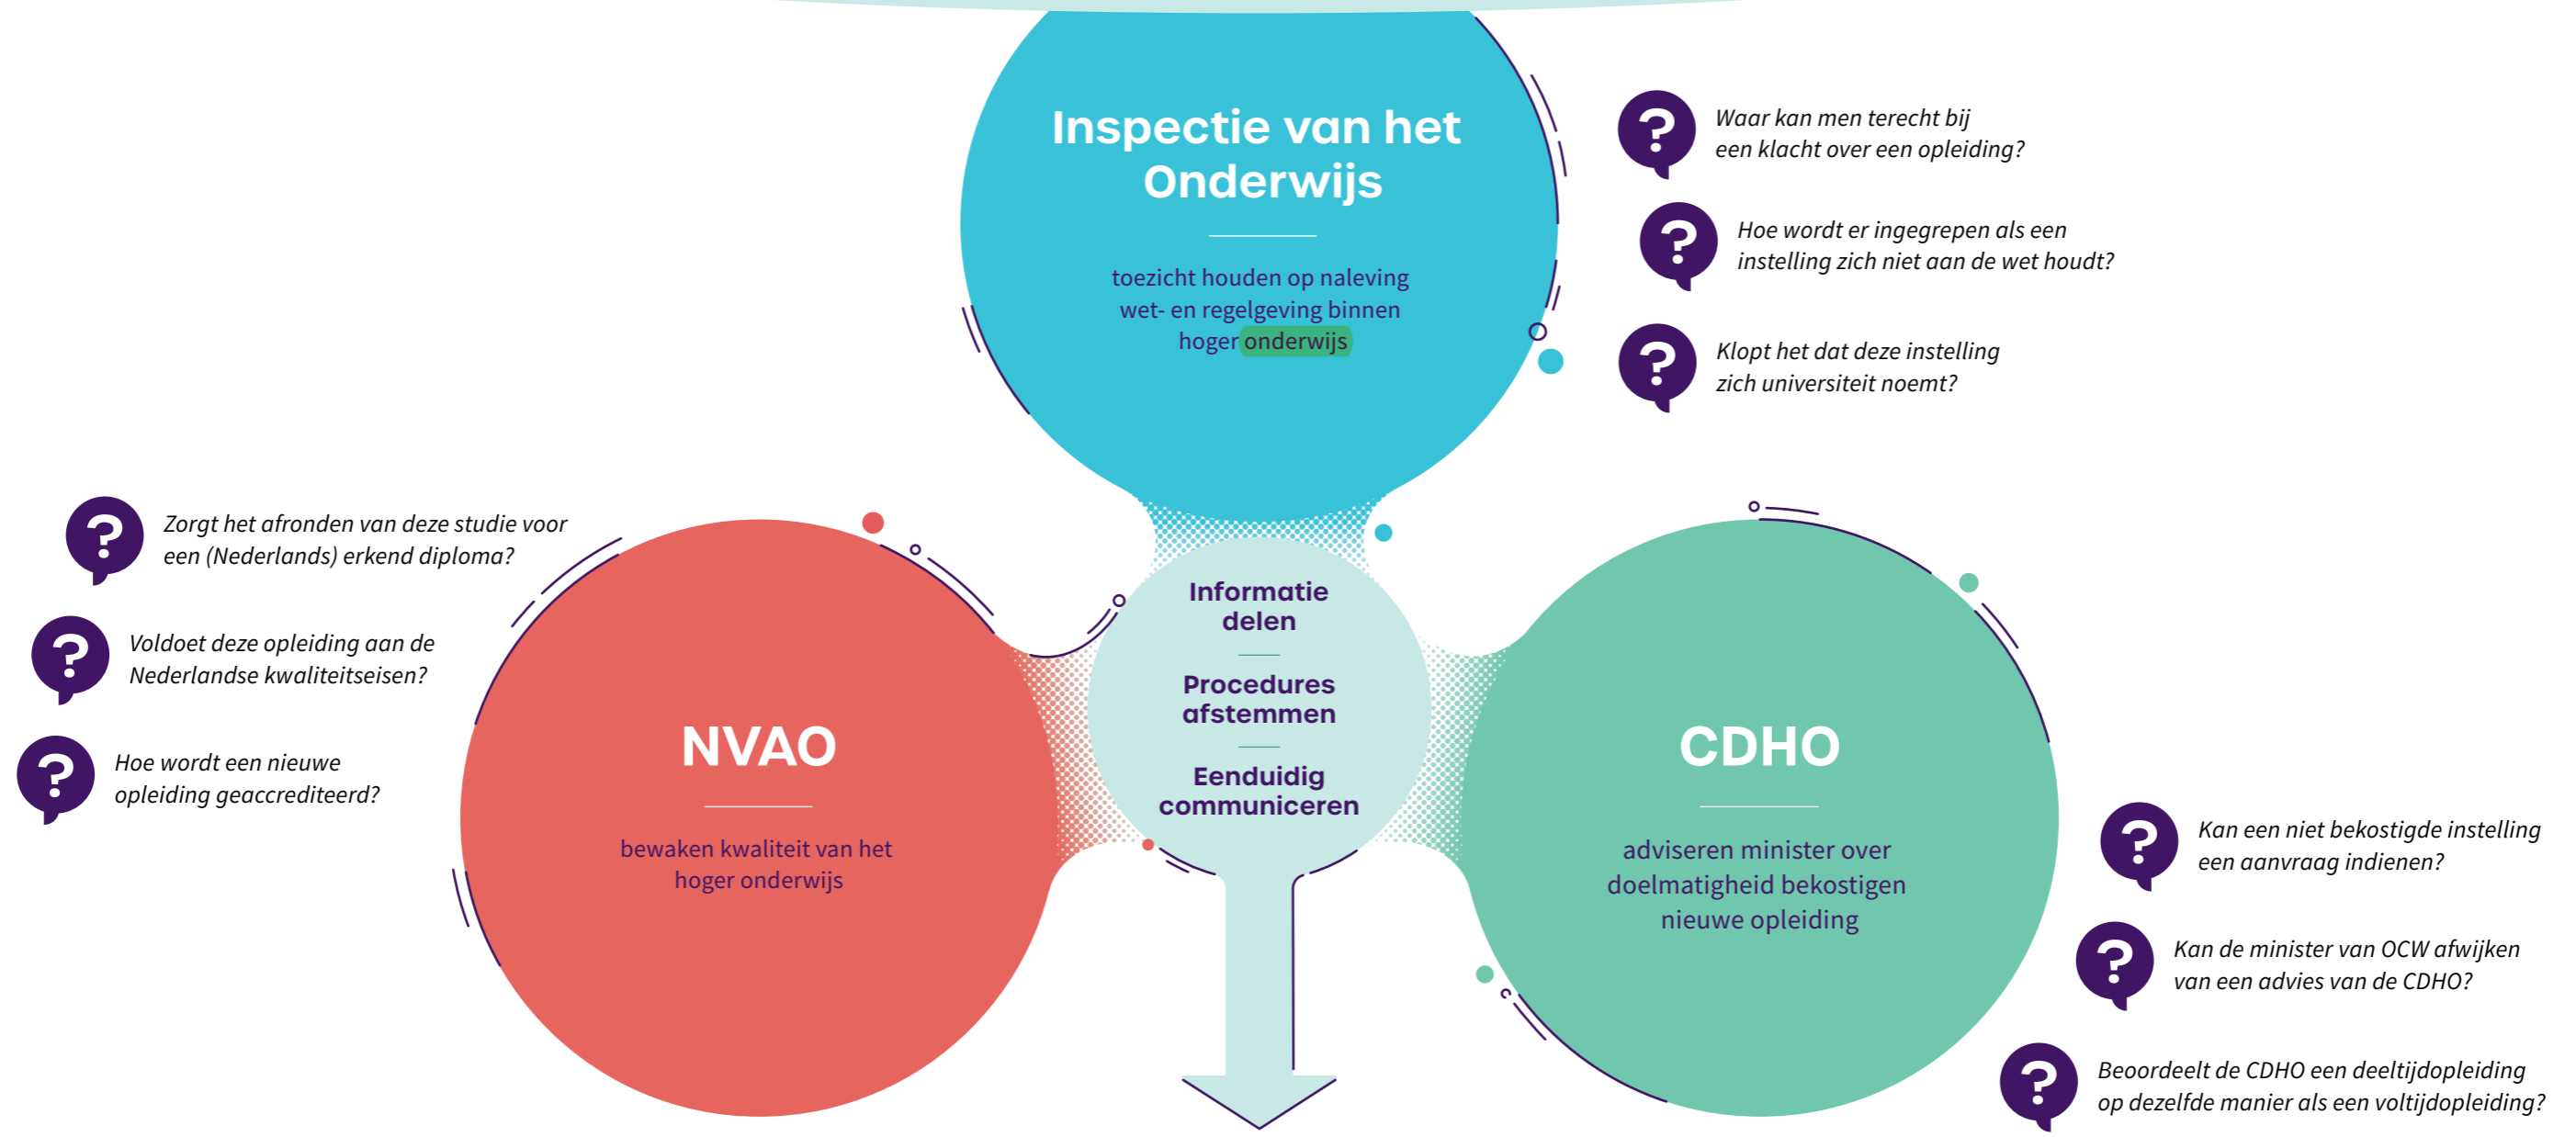 Inspectie van het
Onderwijs
toezicht houden op naleving
wet- en regelgeving binnen
hoger onderwijs
?
Waar kan men terecht bij
een klacht over een opleiding?
?
Hoe wordt er ingegrepen als een
instelling zich niet aan de wet houdt?
?
Klopt het dat deze instelling
zich universiteit noemt?
?
Zorgt het afronden van deze studie voor
een (Nederlands) erkend diploma?
?
Voldoet deze opleiding aan de
Nederlandse kwaliteitseisen?
?
Hoe wordt een nieuwe
opleiding geaccrediteerd?
NVAO
bewaken kwaliteit van het
hoger onderwijs
Informatie
delen
Procedures
afstemmen
Eenduidig
communiceren
CDHO
adviseren minister over
doelmatigheid bekostigen
nieuwe opleiding
?
Kan een niet bekostigde instelling
een aanvraag indienen?
?
Kan de minister van OCW afwijken
van een advies van de CDHO?
?
Beoordeelt de CDHO een deeltijdopleiding
op dezelfde manier als een voltijdopleiding?